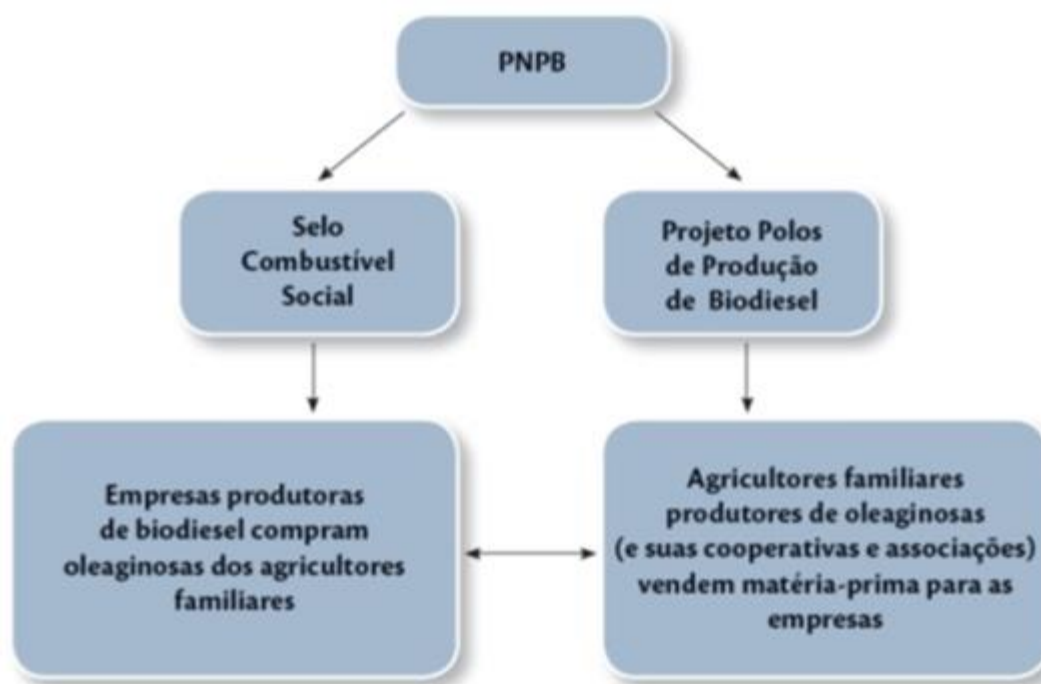 PNPB
Selo
Combustível
Social
Projeto Polos
de Produção
de Biodiesel
Empresas produtoras
de biodiesel compram
oleaginosas dos agricultores
familiares
Agricultores familiares
produtores de oleaginosas
(e suas cooperativas e associações)
vendem matéria-prima para as
empresas